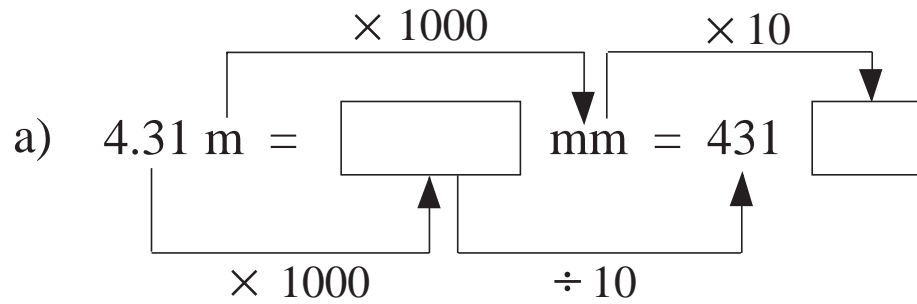 × 1000 × 10
a) 4.31 m = mm = 431
× 1000 ÷ 10